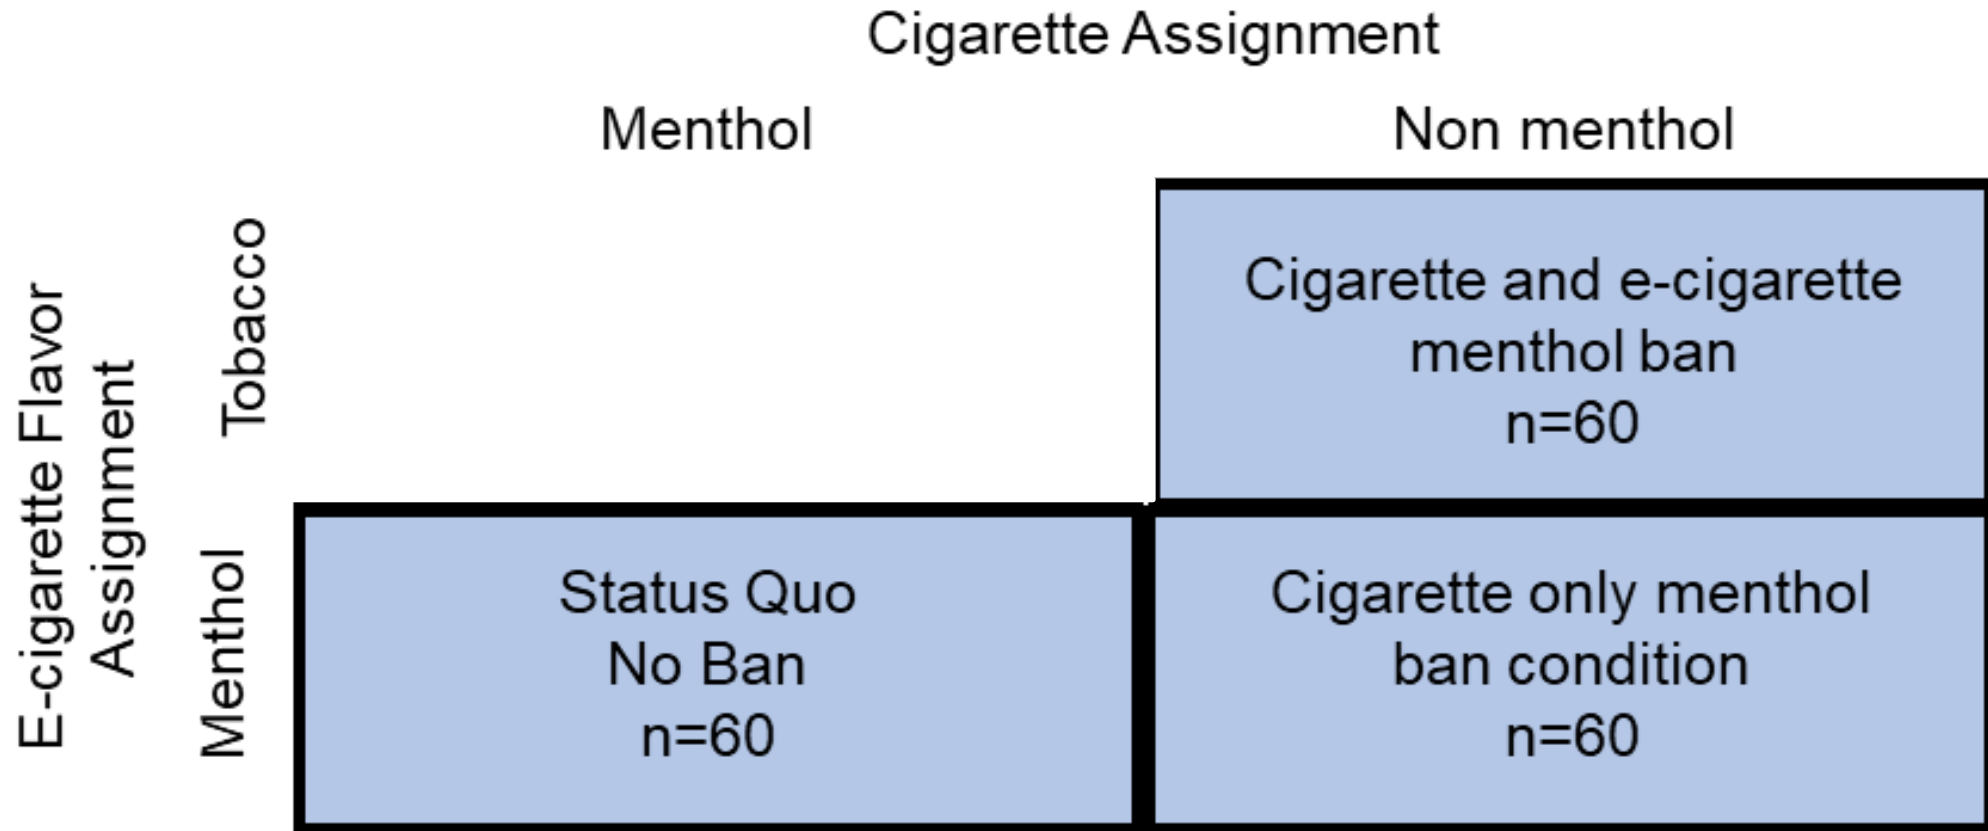 Cigarette Assignment
Menthol
Non menthol
E-cigarette Flavor
Assignment
Tobacco
Cigarette and e-cigarette
menthol ban
n=60
Menthol
Status Quo
No Ban
n=60
Cigarette only menthol
ban condition
n=60